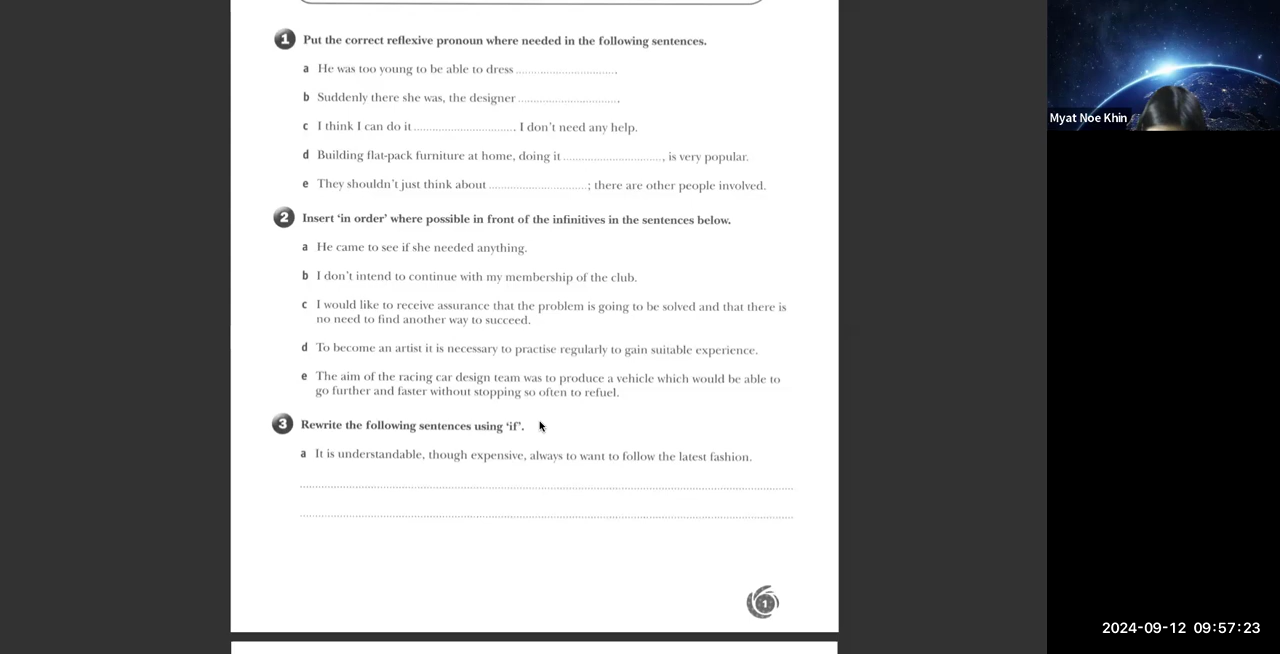 1 Put the correct reflexive pronoun where needed in the following sentences.
a He was too young to be able to dress ..............................
b Suddenly there she was, the designer ..............................
c I think I can do it .............................. . I don't need any help.
d Building flat-pack furniture at home, doing it .............................. , is very popular.
e They shouldn't just think about .............................. ; there are other people involved.
2 Insert 'in order' where possible in front of the infinitives in the sentences below.
a He came to see if she needed anything.
b I don't intend to continue with my membership of the club.
c I would like to receive assurance that the problem is going to be solved and that there is
no need to find another way to succeed.
d To become an artist it is necessary to practise regularly to gain suitable experience.
e The aim of the racing car design team was to produce a vehicle which would be able to
go further and faster without stopping so often to refuel.
3 Rewrite the following sentences using 'if'.
a It is understandable, though expensive, always to want to follow the latest fashion.
1
Myat Noe Khin
2024-09-12 09:57:23